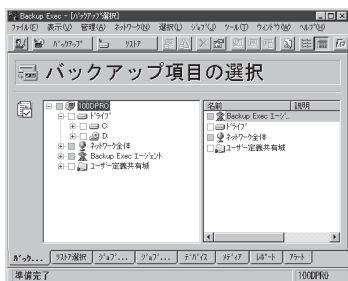 Backup Exec - [ﾊﾞｯｸｱｯﾌﾟ選択]
ﾌｧｲﾙ(F) 表示(V) 管理(A) ﾈｯﾄﾜｰｸ(N) 選択(L) ｼﾞｮﾌﾞ(J) ﾂｰﾙ(T) ｳｨﾝﾄﾞｳ(W) ﾍﾙﾌﾟ(H)
ﾊﾞｯｸｱｯﾌﾟ ﾘｽﾄｱ
バックアップ項目の選択
100DPRO
ﾄﾞﾗｲﾌﾞ
C:
D:
ﾈｯﾄﾜｰｸ全体
Backup Exec ｴｰｼﾞｪﾝﾄ
ﾕｰｻﾞｰ定義共有域
名前 説明
Backup Exec ｴｰｼﾞ...
ﾄﾞﾗｲﾌﾞ
ﾈｯﾄﾜｰｸ全体
ﾕｰｻﾞｰ定義共有域
ﾊﾞｯｸ... ﾘｽﾄｱ選択 ｼﾞｮﾌﾞ... ｼﾞｮﾌﾞ... ﾃﾞﾊﾞｲｽ ﾒﾃﾞｨｱ ﾚﾎﾟｰﾄ ｱﾗｰﾄ
準備完了 100DPRO